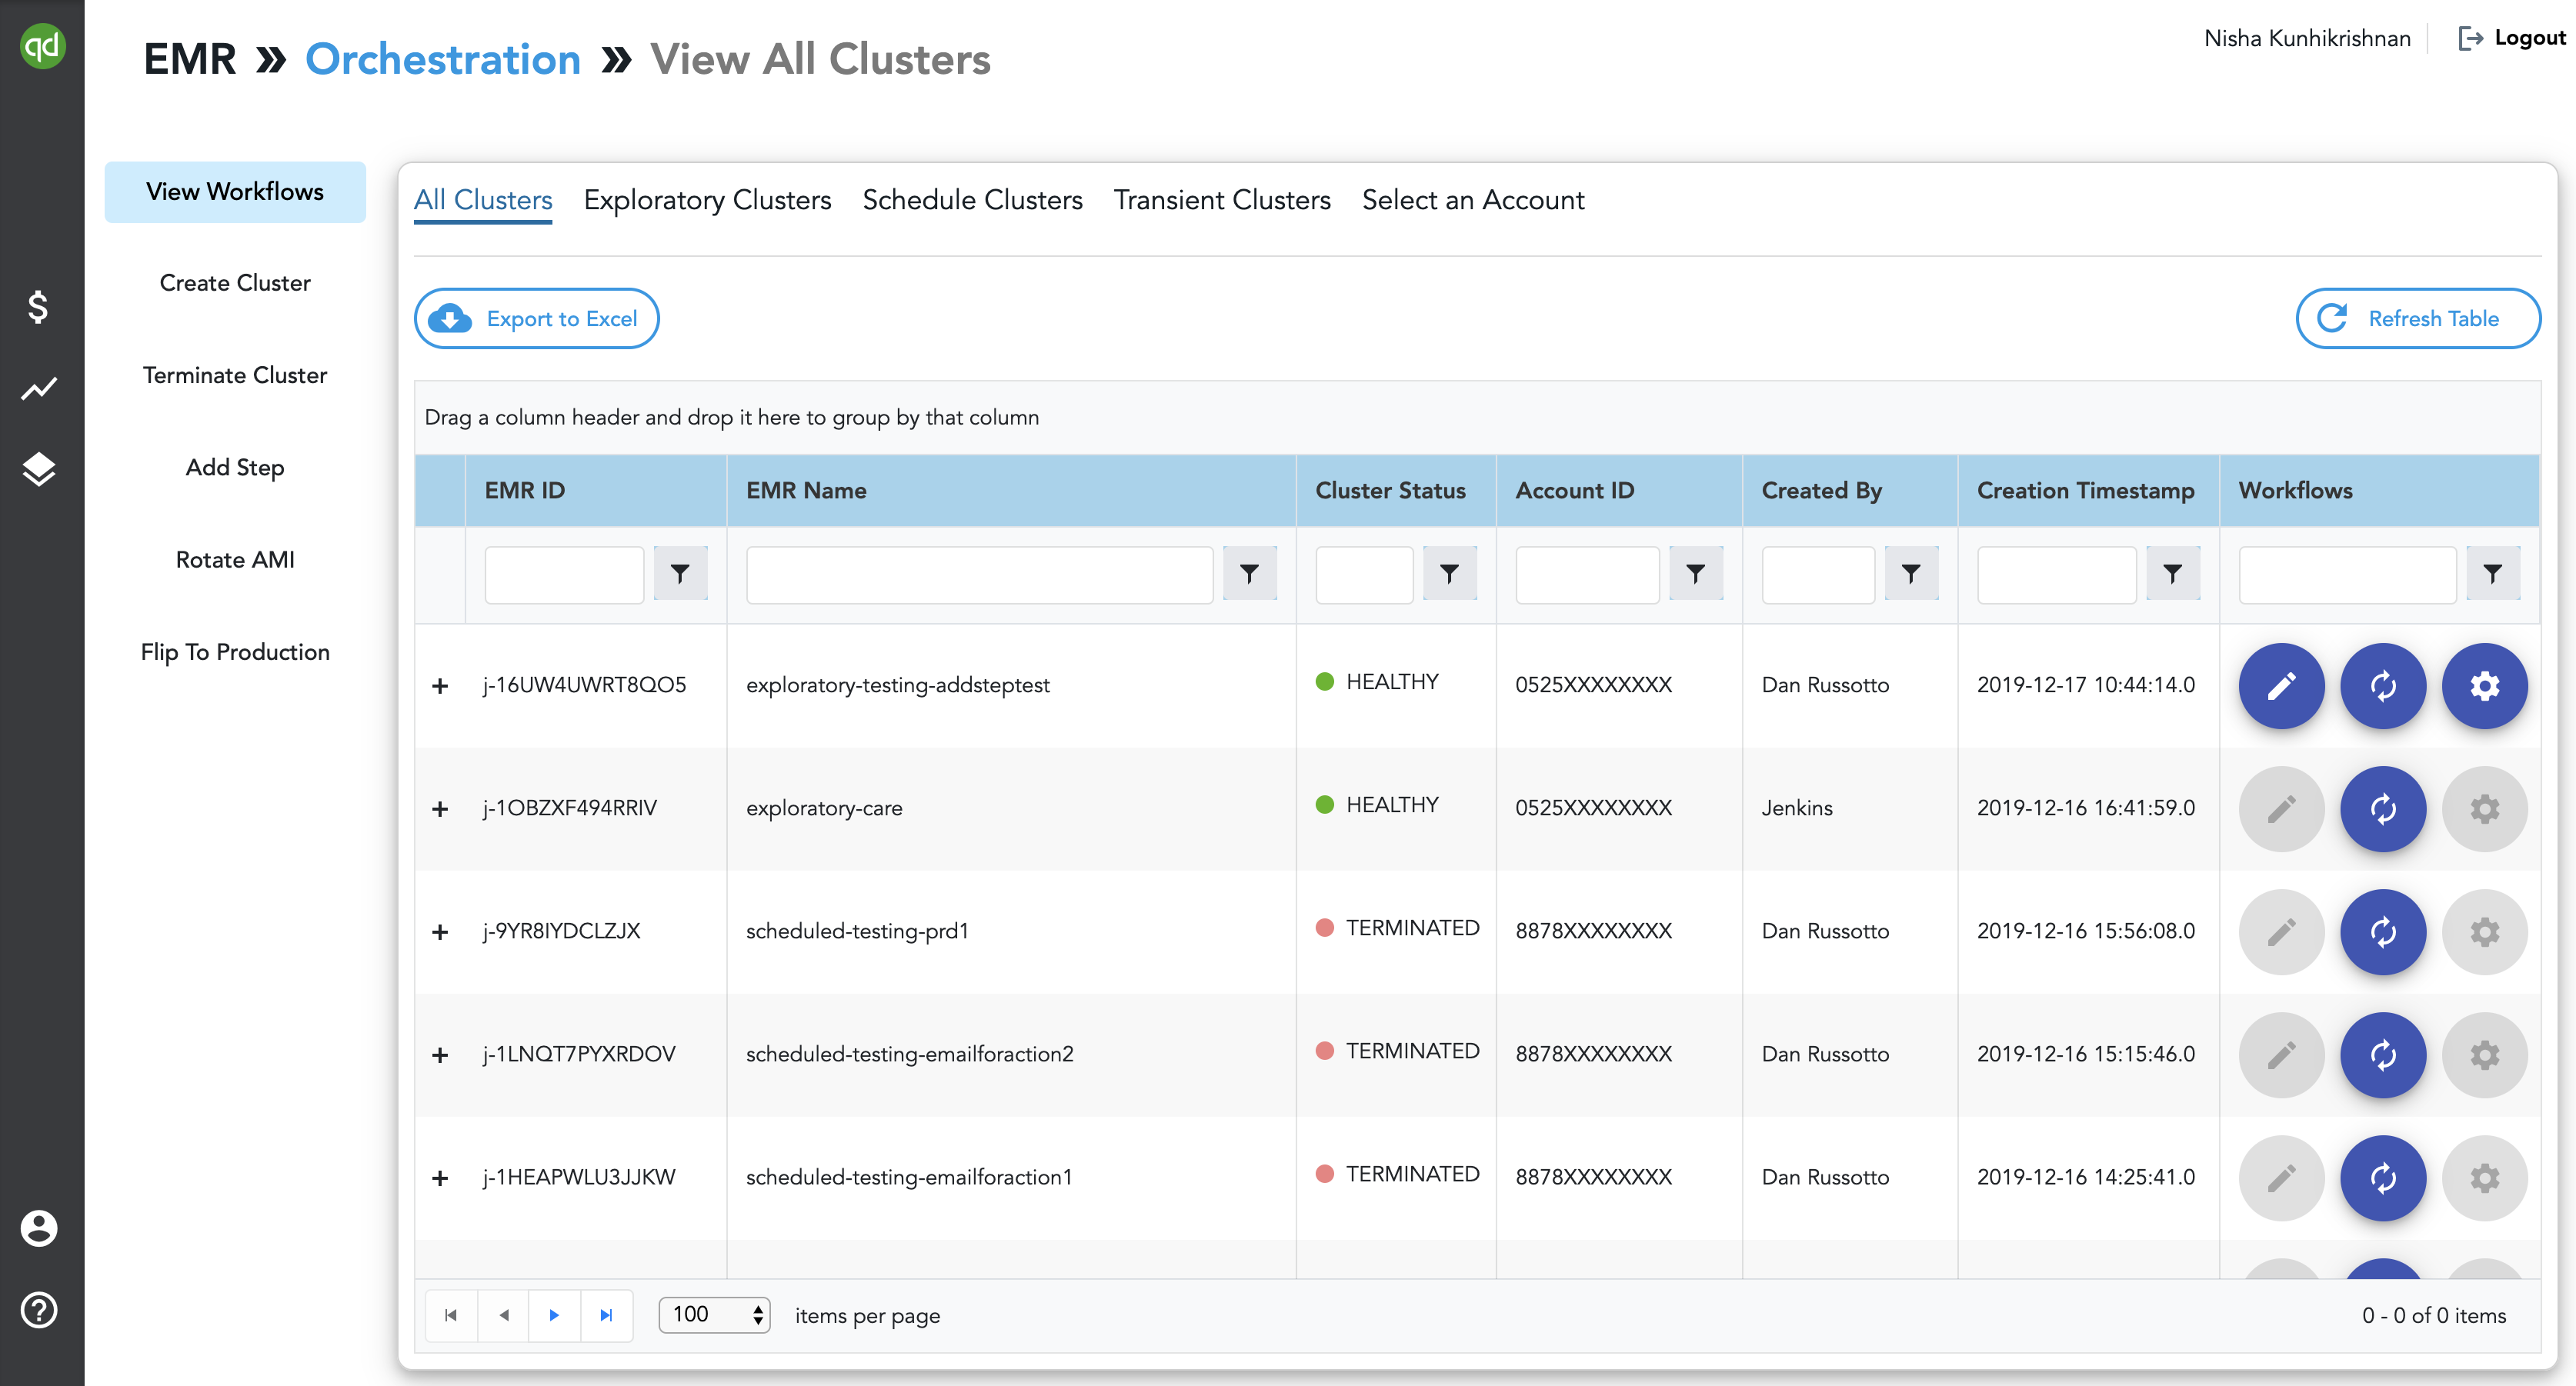 qd
EMR » Orchestration » View All Clusters
Nisha Kunhikrishnan
Logout
View Workflows
Create Cluster
Terminate Cluster
Add Step
Rotate AMI
Flip To Production
All Clusters Exploratory Clusters Schedule Clusters Transient Clusters Select an Account
Export to Excel
Refresh Table
Drag a column header and drop it here to group by that column
EMR ID EMR Name Cluster Status Account ID Created By Creation Timestamp Workflows
+ j-16UW4UWRT8QO5 exploratory-testing-addsteptest HEALTHY 0525XXXXXXXX Dan Russotto 2019-12-17 10:44:14.0
+ j-1OBZXF494RRIV exploratory-care HEALTHY 0525XXXXXXXX Jenkins 2019-12-16 16:41:59.0
+ j-9YR8IYDCLZJX scheduled-testing-prd1 TERMINATED 8878XXXXXXXX Dan Russotto 2019-12-16 15:56:08.0
+ j-1LNQT7PYXRDOV scheduled-testing-emailforaction2 TERMINATED 8878XXXXXXXX Dan Russotto 2019-12-16 15:15:46.0
+ j-1HEAPWLU3JJKW scheduled-testing-emailforaction1 TERMINATED 8878XXXXXXXX Dan Russotto 2019-12-16 14:25:41.0
100 items per page
0 - 0 of 0 items